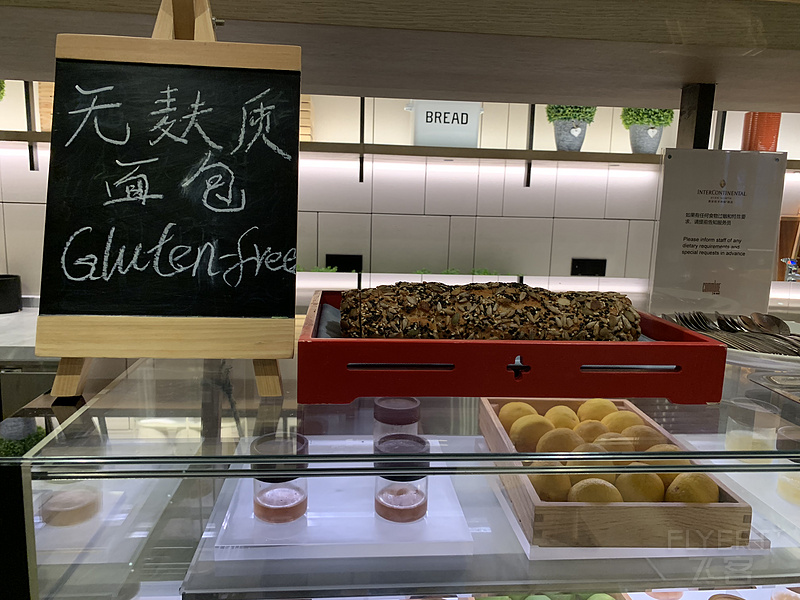 无麸质
面包
Gluten-free
BREAD
INTERCONTINENTAL
Please inform staff of any
dietary requirements and
special requests in advance
FLYERT